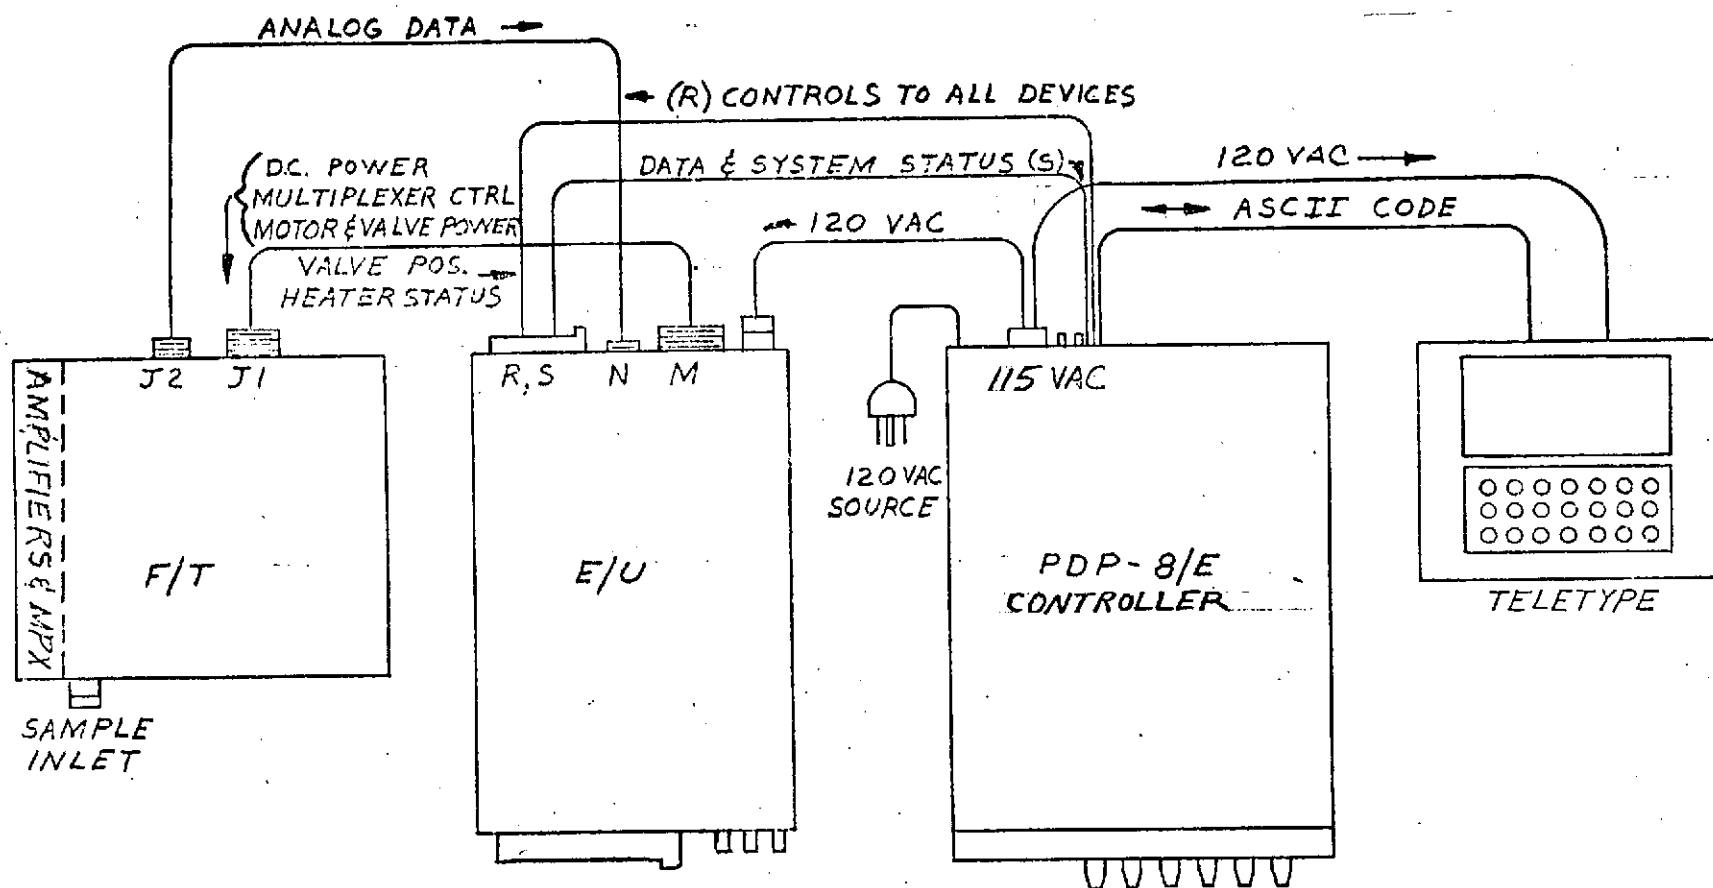 ANALOG DATA
(R) CONTROLS TO ALL DEVICES
D.C. POWER
MULTIPLEXER CTRL
MOTOR & VALVE POWER
DATA & SYSTEM STATUS (S)
120 VAC
120 VAC
ASCII CODE
VALVE POS.
HEATER STATUS
J2 J1
R, S N M
115 VAC
AMPLIFIERS & MPX
120 VAC
SOURCE
F/T
E/U
PDP-8/E
CONTROLLER
TELETYPE
SAMPLE
INLET